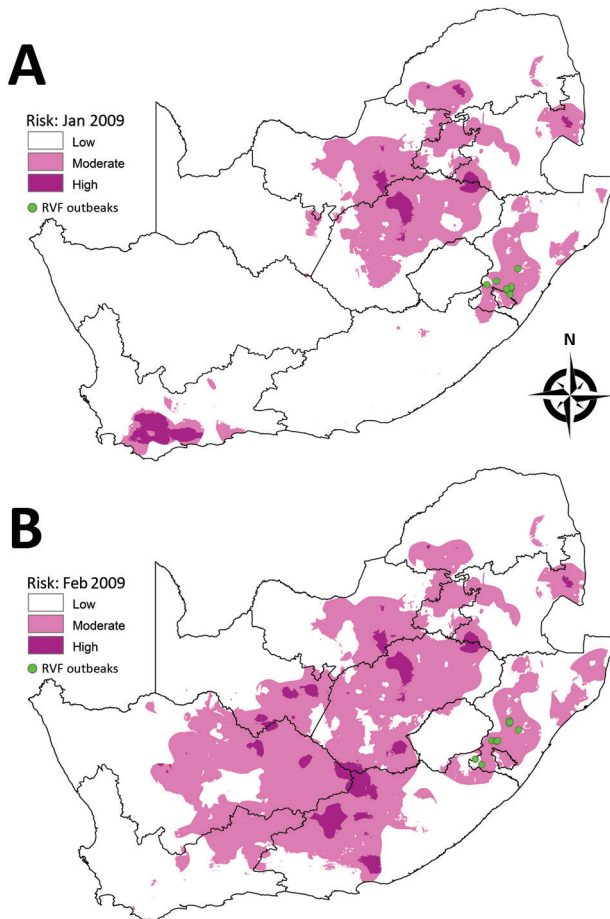 A
Risk: Jan 2009
Low
Moderate
High
RVF outbeaks
N
B
Risk: Feb 2009
Low
Moderate
High
RVF outbeaks